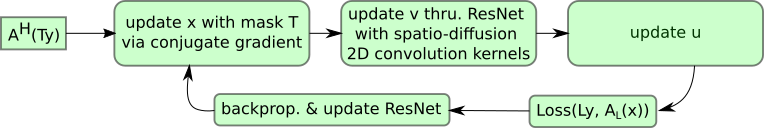 A^H(Ty)
update x with mask T
via conjugate gradient
update v thru. ResNet
with spatio-diffusion
2D convolution kernels
update u
Loss(Ly, A_L(x))
backprop. & update ResNet